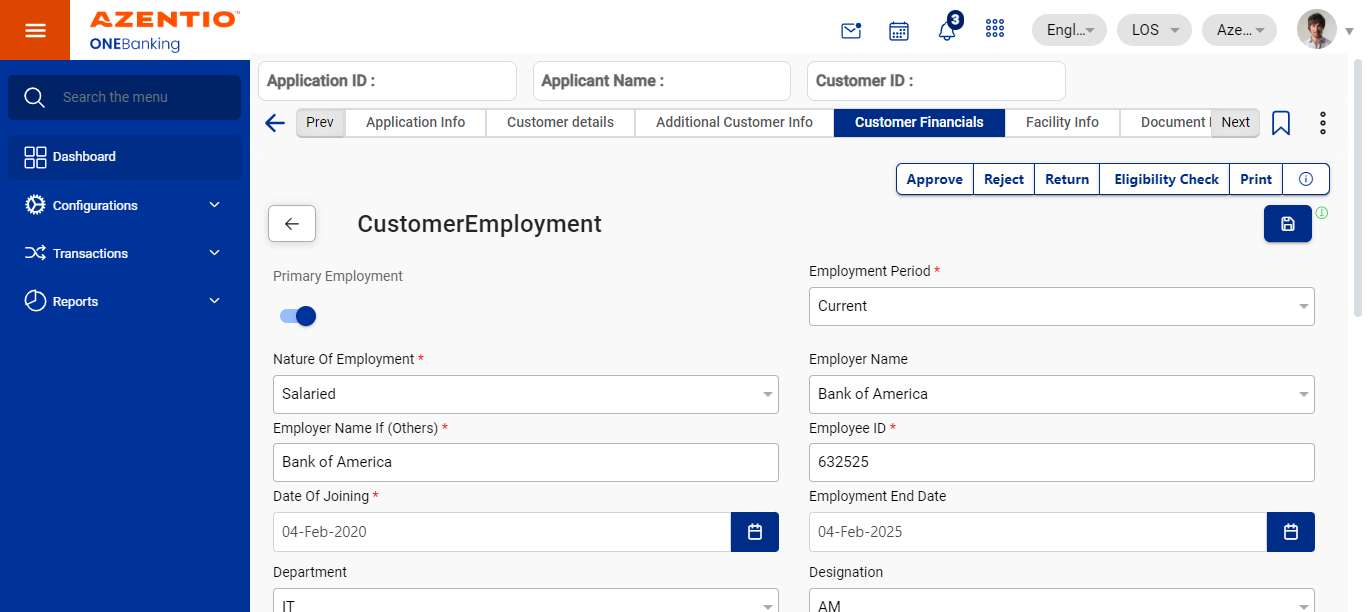 AZENTIO™
ONEBanking
3
Engl...
LOS
Aze...
Search the menu
Dashboard
Configurations
Transactions
Reports
Application ID :
Applicant Name :
Customer ID :
Prev
Application Info
Customer details
Additional Customer Info
Customer Financials
Facility Info
Document
Next
Approve
Reject
Return
Eligibility Check
Print
CustomerEmployment
Primary Employment
Employment Period *
Current
Nature Of Employment *
Employer Name
Salaried
Bank of America
Employer Name If (Others) *
Employee ID *
Bank of America
632525
Date Of Joining *
Employment End Date
04-Feb-2020
04-Feb-2025
Department
Designation
IT
AM